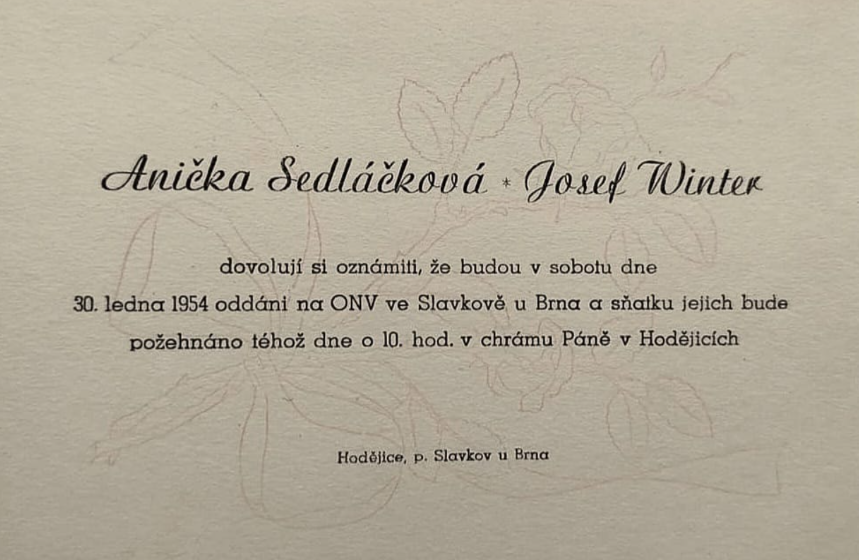 Anička Sedláčková * Josef Winter
dovolují si oznámiti, že budou v sobotu dne
30. ledna 1954 oddáni na ONV ve Slavkově u Brna a sňatku jejich bude
požehnáno téhož dne o 10. hod. v chrámu Páně v Hodějicích
Hodějice, p. Slavkov u Brna